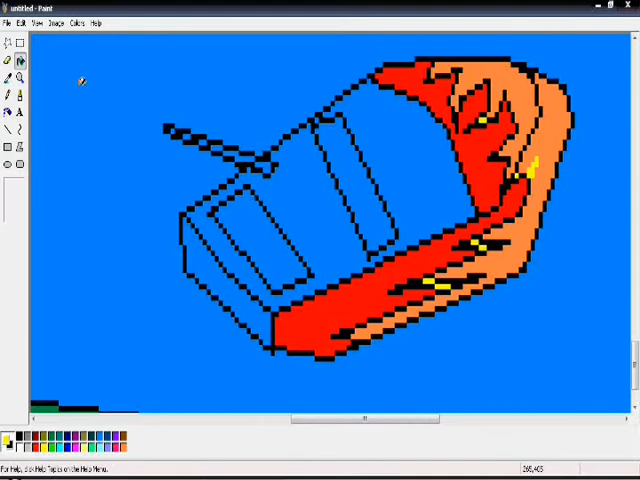 untitled - Paint
File Edit View Image Colors Help
A
For Help, click Help Topics on the Help Menu.
265,405